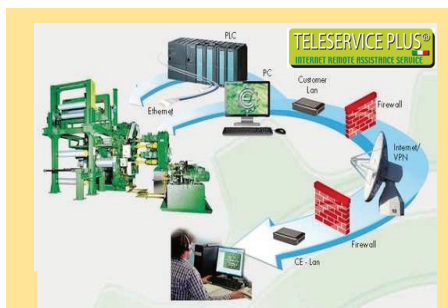 PLC
TELESERVICE PLUS®
INTERNET REMOTE ASSISTANCE SERVICE
PC
Customer
Lan
Ethernet
Firewall
Internet/
VPN
Firewall
CE - Lan